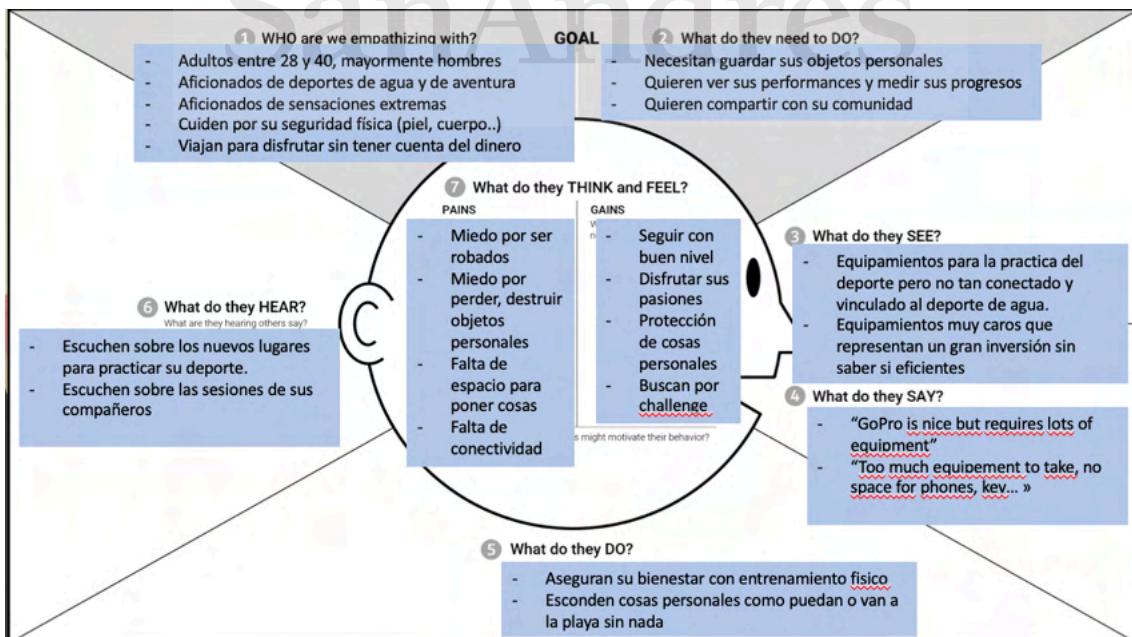 SanAndrés
1 WHO are we empathizing with?
GOAL
2 What do they need to DO?
- Adultos entre 28 y 40, mayormente hombres
- Aficionados de deportes de agua y de aventura
- Aficionados de sensaciones extremas
- Cuiden por su seguridad física (piel, cuerpo..)
- Viajan para disfrutar sin tener cuenta del dinero
- Necesitan guardar sus objetos personales
- Quieren ver sus performances y medir sus progresos
- Quieren compartir con su comunidad
7 What do they THINK and FEEL?
PAINS
- Miedo por ser
robados
- Miedo por
perder, destruir
objetos
personales
- Falta de
espacio para
poner cosas
- Falta de
conectividad
GAINS
- Seguir con
buen nivel
- Disfrutar sus
pasiones
- Protección
de cosas
personales
- Buscan por
challenge
s might motivate their behavior?
3 What do they SEE?
- Equipamientos para la practica del
deporte pero no tan conectado y
vinculado al deporte de agua.
- Equipamientos muy caros que
representan un gran inversión sin
saber si eficientes
4 What do they SAY?
- “GoPro is nice but requires lots of
equipment”
- “Too much equipement to take, no
space for phones, key... »
6 What do they HEAR?
What are they hearing others say?
- Escuchen sobre los nuevos lugares
para practicar su deporte.
- Escuchen sobre las sesiones de sus
compañeros
5 What do they DO?
- Aseguran su bienestar con entrenamiento fisico
- Esconden cosas personales como puedan o van a
la playa sin nada